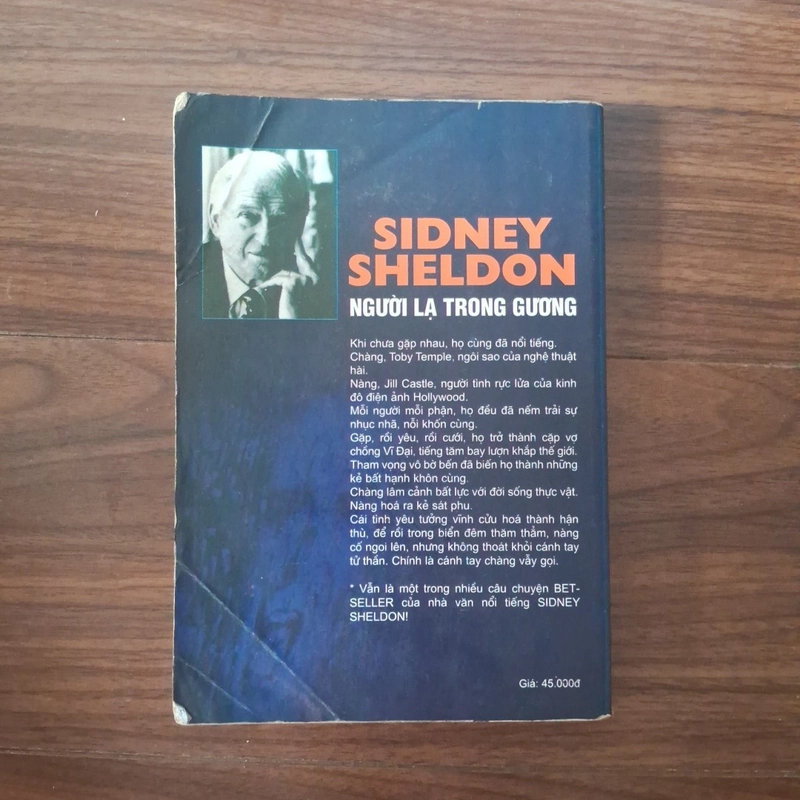 SIDNEY
SHELDON
NGƯỜI LẠ TRONG GƯƠNG
Khi chưa gặp nhau, họ cùng đã nổi tiếng.
Chàng, Toby Temple, ngôi sao của nghệ thuật
hài.
Nàng, Jill Castle, người tình rực lửa của kinh
đô điện ảnh Hollywood.
Mỗi người mỗi phận, họ đều đã nếm trải sự
nhục nhã, nỗi khốn cùng.
Gặp, rồi yêu, rồi cưới, họ trở thành cặp vợ
chồng Vĩ Đại, tiếng tăm bay lượn khắp thế giới.
Tham vọng vô bờ bến đã biến họ thành những
kẻ bất hạnh khôn cùng.
Chàng lâm cảnh bất lực với đời sống thực vật.
Nàng hoá ra kẻ sát phu.
Cái tình yêu tưởng vĩnh cửu hoá thành hận
thù, để rồi trong biển đêm thăm thẳm, nàng
cố ngoi lên, nhưng không thoát khỏi cánh tay
tử thần. Chính là cánh tay chàng vẫy gọi.
* Vẫn là một trong nhiều câu chuyện BET-
SELLER của nhà văn nổi tiếng SIDNEY
SHELDON!
Giá: 45.000đ